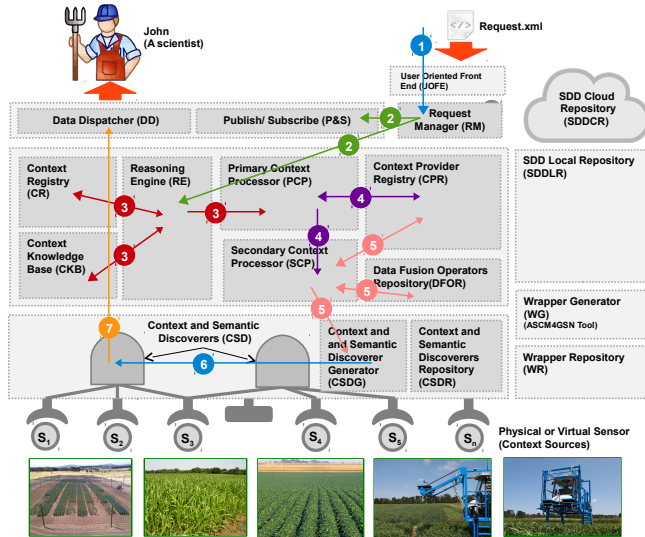 John
(A scientist)
Request.xml
1
User Oriented Front
End (UOFE)
Data Dispatcher (DD)
Publish/ Subscribe (P&S)
2
Request
Manager (RM)
2
SDD Cloud
Repository
(SDDCR)
Context
Registry
(CR)
Reasoning
Engine (RE)
Primary Context
Processor (PCP)
Context Provider
Registry (CPR)
SDD Local Repository
(SDDLR)
3
3
4
4
5
Context
Knowledge
Base (CKB)
3
Secondary Context
Processor (SCP)
Data Fusion Operators
Repository(DFOR)
5
5
Wrapper Generator
(WG)
(ASCM4GSN Tool)
7
Context and Semantic
Discoverers (CSD)
6
Context and
and Semantic
Discoverer
Generator
(CSDG)
Context and
Semantic
Discoverers
Repository
(CSDR)
Wrapper Repository
(WR)
S1
S2
S3
S4
S5
Sn
Physical or Virtual Sensor
(Context Sources)